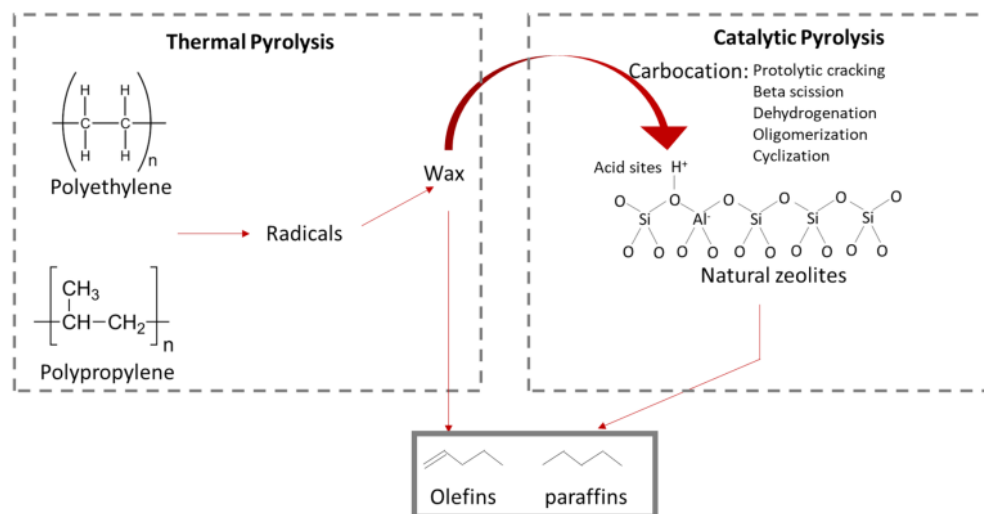 Thermal Pyrolysis
H H
C C
H H
n
Polyethylene
Radicals
Wax
CH₃
CH CH₂
n
Polypropylene
Catalytic Pyrolysis
Carbocation: Protolytic cracking
Beta scission
Dehydrogenation
Oligomerization
Cyclization
Acid sites H⁺
O O O O O O
Si Al⁻ Si Si Si
O O O O O O O O O O
Natural zeolites
Olefins paraffins